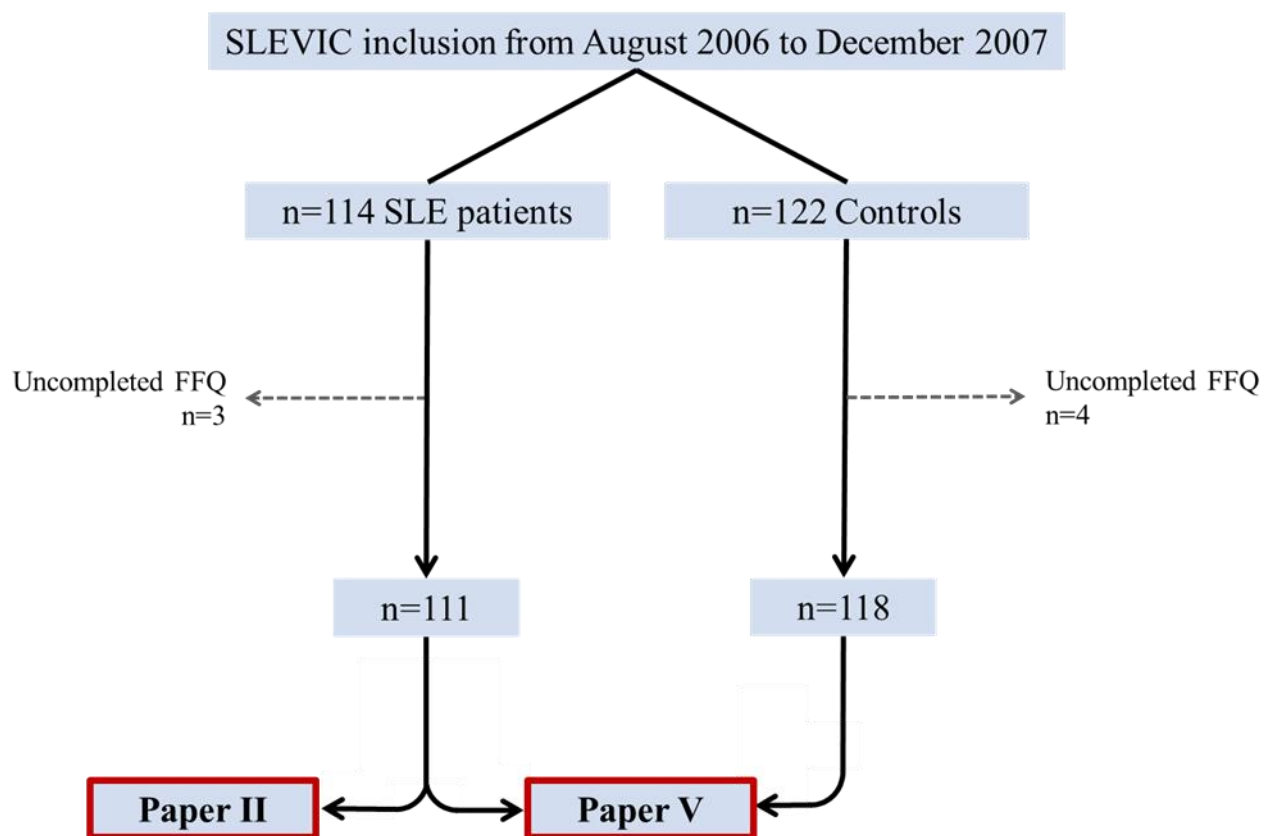 SLEVIC inclusion from August 2006 to December 2007
n=114 SLE patients
n=122 Controls
Uncompleted FFQ
n=3
Uncompleted FFQ
n=4
n=111
n=118
Paper II
Paper V